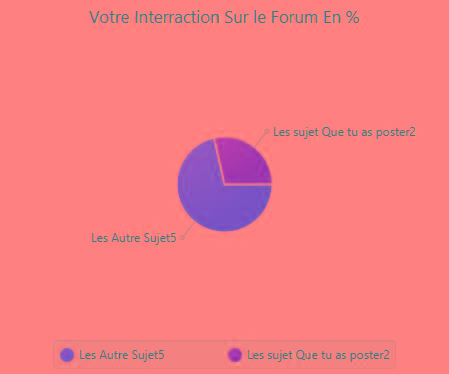 Votre Interraction Sur le Forum En %
Les sujet Que tu as poster2
Les Autre Sujet5
Les Autre Sujet5
Les sujet Que tu as poster2